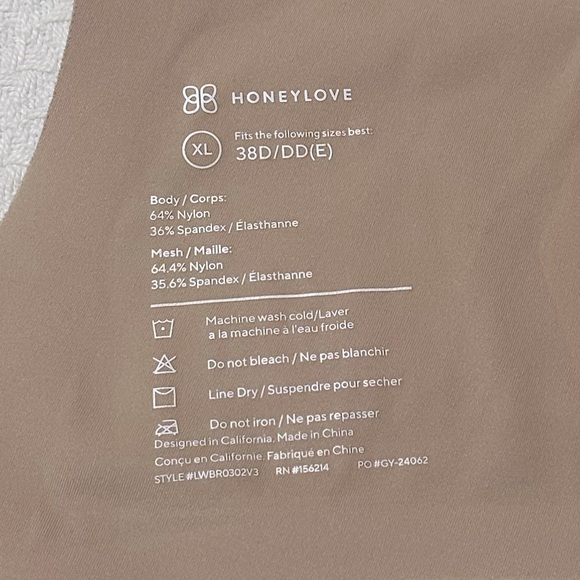 HONEYLOVE
XL
Fits the following sizes best:
38D/DD(E)
Body / Corps:
64% Nylon
36% Spandex / Élasthanne
Mesh / Maille:
64.4% Nylon
35.6% Spandex / Élasthanne
Machine wash cold/Laver
a la machine à l'eau froide
Do not bleach / Ne pas blanchir
Line Dry / Suspendre pour secher
Do not iron / Ne pas repasser
Designed in California. Made in China
Conçu en Californie. Fabriqué en Chine
STYLE #LWBR0302V3 RN #156214 PO #GY-24062